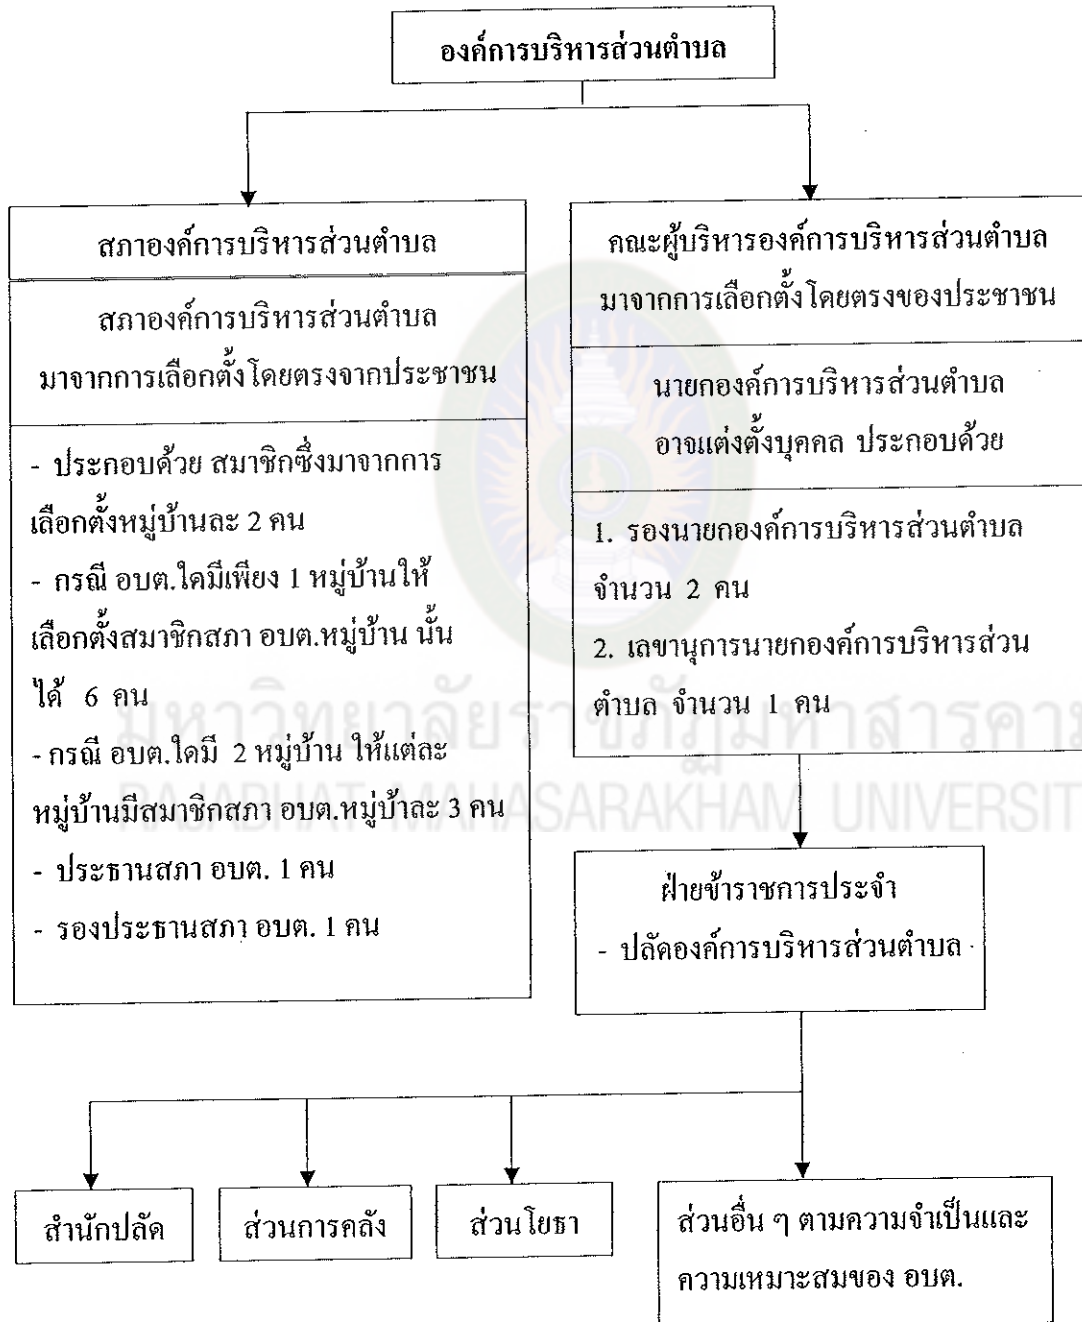 องค์การบริหารส่วนตำบล
สภาองค์การบริหารส่วนตำบล
สภาองค์การบริหารส่วนตำบล
มาจากการเลือกตั้งโดยตรงจากประชาชน
- ประกอบด้วย สมาชิกซึ่งมาจากการ
เลือกตั้งหมู่บ้านละ 2 คน
- กรณี อบต.ใดมีเพียง 1 หมู่บ้านให้
เลือกตั้งสมาชิกสภา อบต.หมู่บ้าน นั้น
ได้ 6 คน
- กรณี อบต.ใดมี 2 หมู่บ้าน ให้แต่ละ
หมู่บ้านมีสมาชิกสภา อบต.หมู่บ้าละ 3 คน
- ประธานสภา อบต. 1 คน
- รองประธานสภา อบต. 1 คน
คณะผู้บริหารองค์การบริหารส่วนตำบล
มาจากการเลือกตั้งโดยตรงของประชาชน
นายกองค์การบริหารส่วนตำบล
อาจแต่งตั้งบุคคล ประกอบด้วย
1. รองนายกองค์การบริหารส่วนตำบล
จำนวน 2 คน
2. เลขานุการนายกองค์การบริหารส่วน
ตำบล จำนวน 1 คน
มหาวิทยาลัยราชภัฏมหาสารคาม
RAJABHAT MAHASARAKHAM UNIVERSIT
ฝ่ายข้าราชการประจำ
- ปลัดองค์การบริหารส่วนตำบล
สำนักปลัด
ส่วนการคลัง
ส่วนโยธา
ส่วนอื่น ๆ ตามความจำเป็นและ
ความเหมาะสมของ อบต.